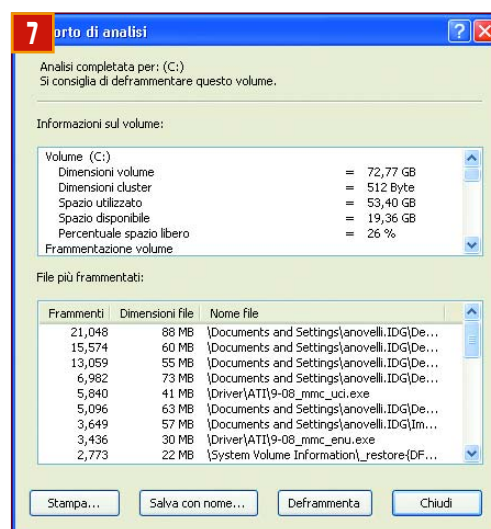 7
orto di analisi
Analisi completata per: (C:)
Si consiglia di deframmentare questo volume.
Informazioni sul volume:
Volume (C:)
Dimensioni volume = 72,77 GB
Dimensioni cluster = 512 Byte
Spazio utilizzato = 53,40 GB
Spazio disponibile = 19,36 GB
Percentuale spazio libero = 26 %
Frammentazione volume
File più frammentati:
Frammenti Dimensioni file Nome file
21,048 88 MB \Documents and Settings\anovelli.IDG\De...
15,574 60 MB \Documents and Settings\anovelli.IDG\De...
13,059 55 MB \Documents and Settings\anovelli.IDG\De...
6,982 73 MB \Documents and Settings\anovelli.IDG\De...
5,840 41 MB \Driver\ATI\9-08_mmc_uci.exe
5,096 63 MB \Documents and Settings\anovelli.IDG\De...
3,649 57 MB \Documents and Settings\anovelli.IDG\Im...
3,436 30 MB \Driver\ATI\9-08_mmc_enu.exe
2,773 22 MB \System Volume Information\_restore{DF...
Stampa... Salva con nome... Deframmenta Chiudi